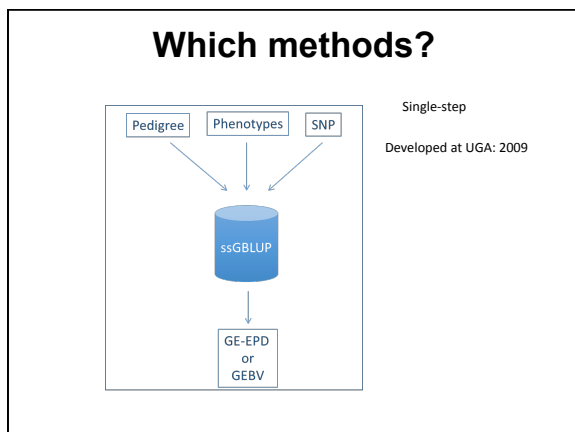 Which methods?
Pedigree
Phenotypes
SNP
Single-step
Developed at UGA: 2009
ssGBLUP
GE-EPD
or
GEBV